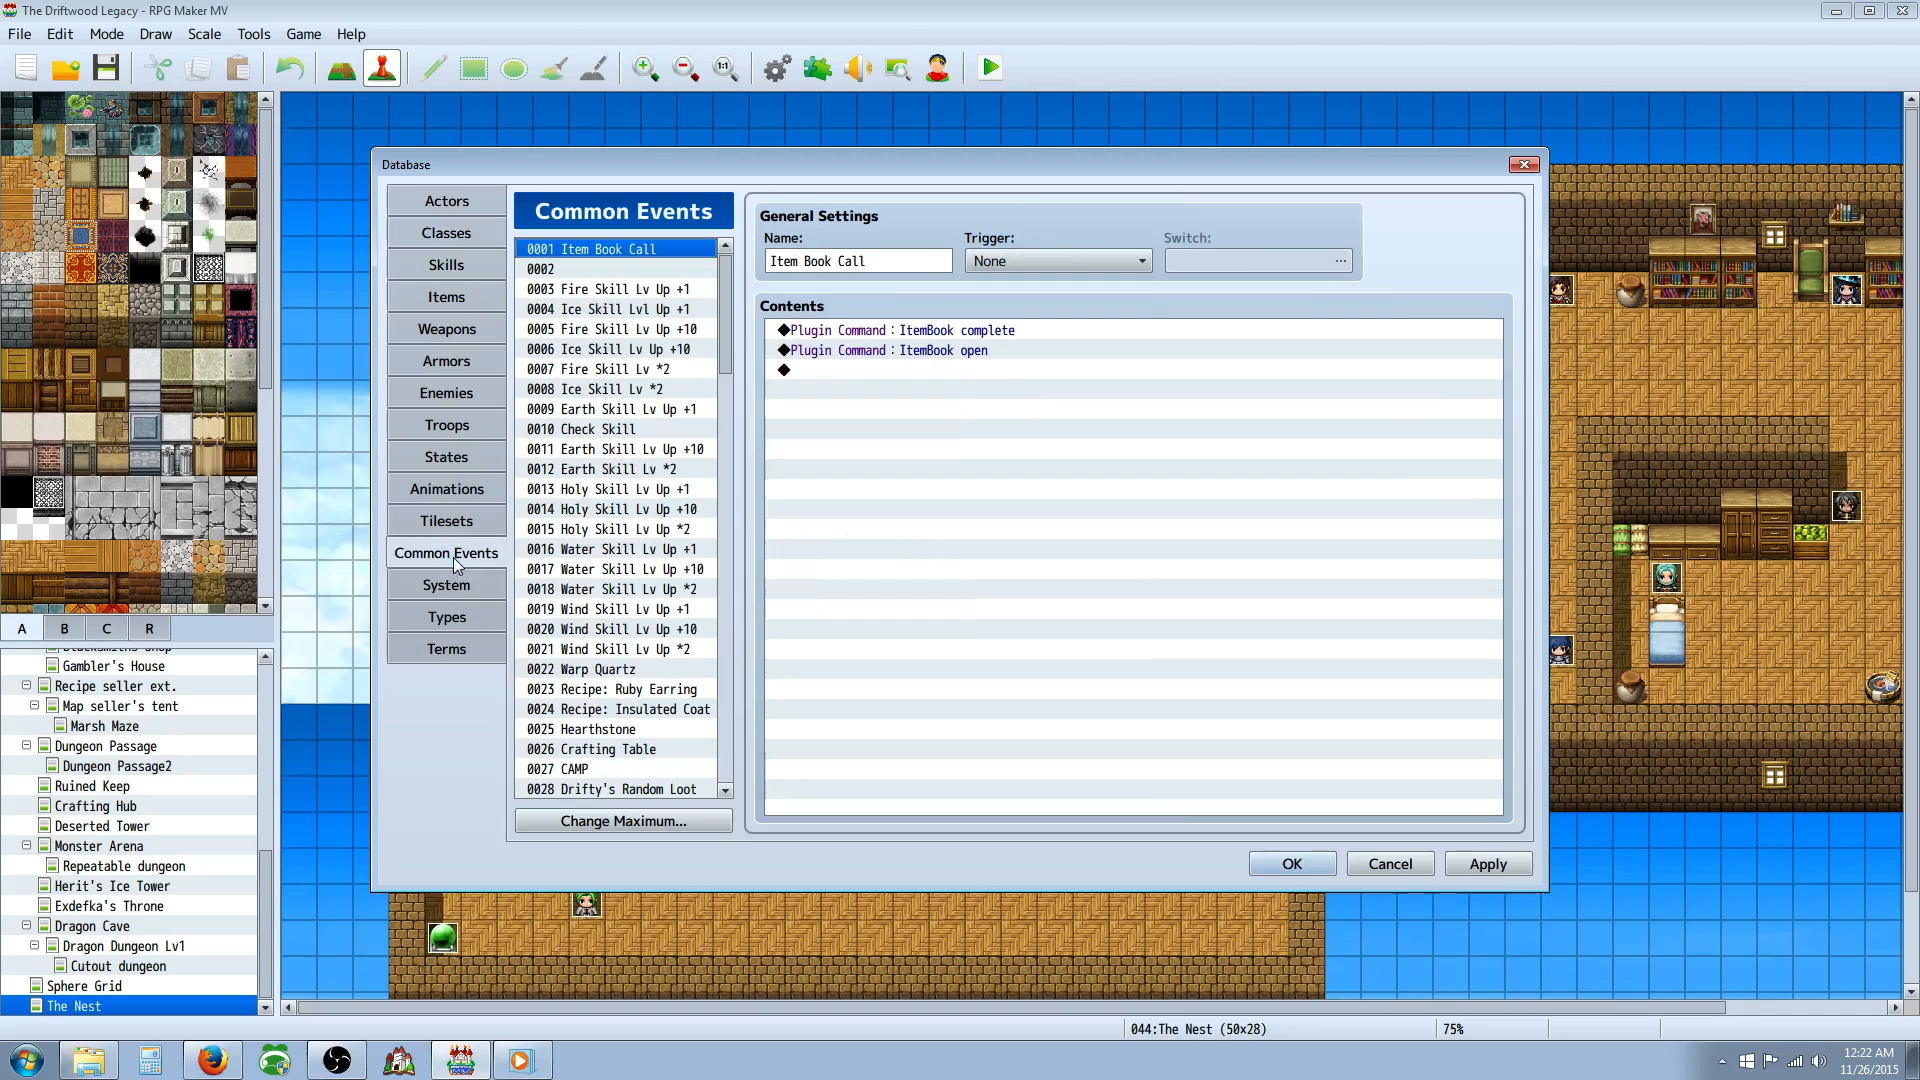 The Driftwood Legacy - RPG Maker MV
File Edit Mode Draw Scale Tools Game Help
1:1
Database
Actors
Classes
Skills
Items
Weapons
Armors
Enemies
Troops
States
Animations
Tilesets
Common Events
System
Types
Terms
Common Events
0001 Item Book Call
0002
0003 Fire Skill Lv Up +1
0004 Ice Skill Lvl Up +1
0005 Fire Skill Lv Up +10
0006 Ice Skill Lv Up +10
0007 Fire Skill Lv *2
0008 Ice Skill Lv *2
0009 Earth Skill Lv Up +1
0010 Check Skill
0011 Earth Skill Lv Up +10
0012 Earth Skill Lv *2
0013 Holy Skill Lv Up +1
0014 Holy Skill Lv Up +10
0015 Holy Skill Lv Up *2
0016 Water Skill Lv Up +1
0017 Water Skill Lv Up +10
0018 Water Skill Lv Up *2
0019 Wind Skill Lv Up +1
0020 Wind Skill Lv Up +10
0021 Wind Skill Lv Up *2
0022 Warp Quartz
0023 Recipe: Ruby Earring
0024 Recipe: Insulated Coat
0025 Hearthstone
0026 Crafting Table
0027 CAMP
0028 Drifty's Random Loot
Change Maximum...
General Settings
Name: Trigger: Switch:
Item Book Call None ...
Contents
◆Plugin Command：ItemBook complete
◆Plugin Command：ItemBook open
◆
OK Cancel Apply
A B C R
Blacksmiths Shop
Gambler's House
Recipe seller ext.
Map seller's tent
Marsh Maze
Dungeon Passage
Dungeon Passage2
Ruined Keep
Crafting Hub
Deserted Tower
Monster Arena
Repeatable dungeon
Herit's Ice Tower
Exdefka's Throne
Dragon Cave
Dragon Dungeon Lv1
Cutout dungeon
Sphere Grid
The Nest
044:The Nest (50x28) 75%
12:22 AM
11/26/2015